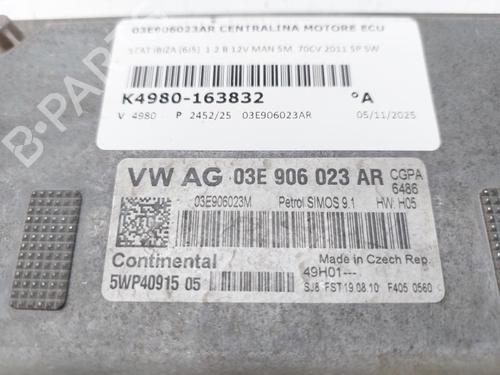 03E906023AR CENTRALINA MOTORE ECU
SEAT IBIZA (6J5) 1.2 B 12V MAN 5M 70CV 2011 5P SW
K4980-163832 °A
V 4980 P 2452/25 03E906023AR 05/11/2025
VW AG 03E 906 023 AR CGPA
6486
03E906023M Petrol SIMOS 9.1 HW: H05
Continental Made in Czech Rep.
49H01---
5WP40915 05 SJ8 FST 19 08 10 F405 0560